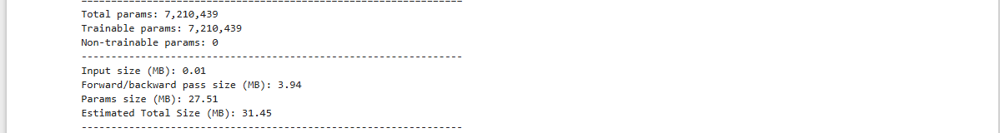 ----------------------------------------------------------------
Total params: 7,210,439
Trainable params: 7,210,439
Non-trainable params: 0
----------------------------------------------------------------
Input size (MB): 0.01
Forward/backward pass size (MB): 3.94
Params size (MB): 27.51
Estimated Total Size (MB): 31.45
----------------------------------------------------------------